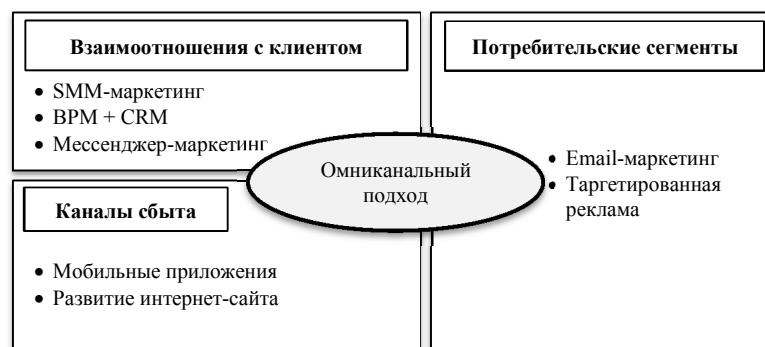 Взаимоотношения с клиентом
• SMM-маркетинг
• BPM + CRM
• Мессенджер-маркетинг
Каналы сбыта
• Мобильные приложения
• Развитие интернет-сайта
Омниканальный
подход
Потребительские сегменты
• Email-маркетинг
• Таргетированная
реклама